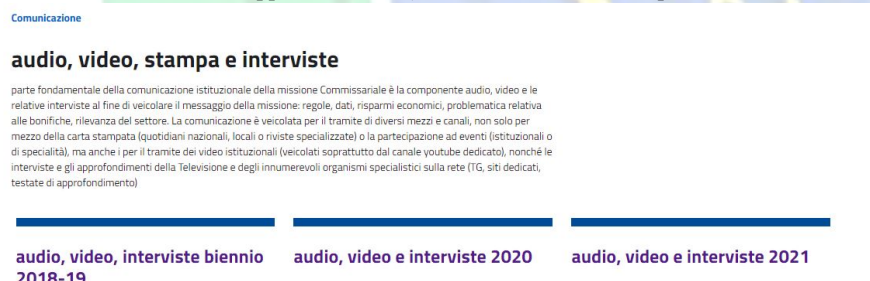 Comunicazione
audio, video, stampa e interviste
parte fondamentale della comunicazione istituzionale della missione Commissariale è la componente audio, video e le
relative interviste al fine di veicolare il messaggio della missione: regole, dati, risparmi economici, problematica relativa
alle bonifiche, rilevanza del settore. La comunicazione è veicolata per il tramite di diversi mezzi e canali, non solo per
mezzo della carta stampata (quotidiani nazionali, locali o riviste specializzate) o la partecipazione ad eventi (istituzionali o
di specialità), ma anche i per il tramite dei video istituzionali (veicolati soprattutto dal canale youtube dedicato), nonché le
interviste e gli approfondimenti della Televisione e degli innumerevoli organismi specialistici sulla rete (TG, siti dedicati,
testate di approfondimento)
audio, video, interviste biennio
2018-19
audio, video e interviste 2020
audio, video e interviste 2021